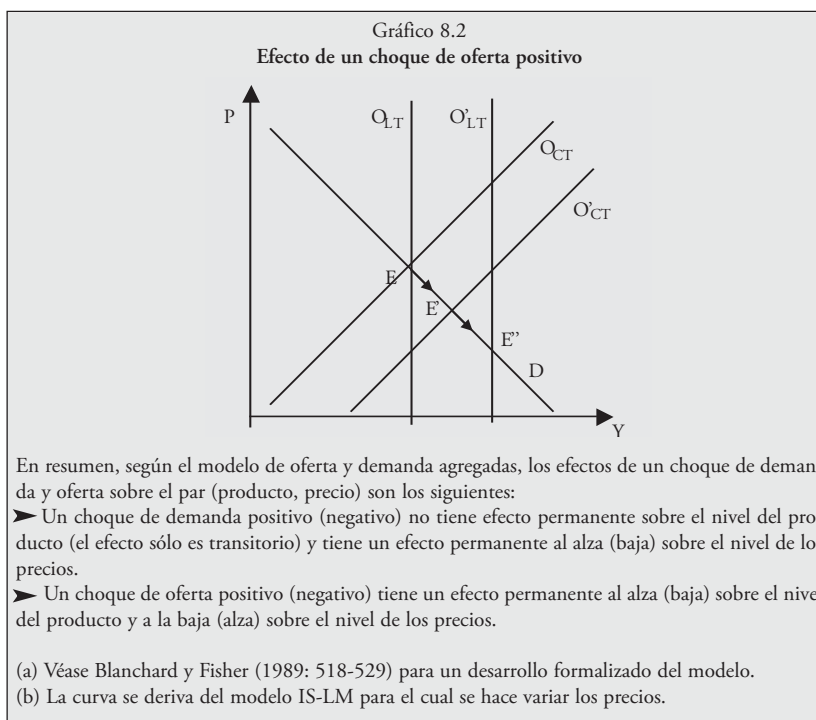 Gráfico 8.2
Efecto de un choque de oferta positivo
P
O_LT
O'_LT
O_CT
O'_CT
E
E'
E''
D
Y
En resumen, según el modelo de oferta y demanda agregadas, los efectos de un choque de deman
da y oferta sobre el par (producto, precio) son los siguientes:
➤ Un choque de demanda positivo (negativo) no tiene efecto permanente sobre el nivel del pro
ducto (el efecto sólo es transitorio) y tiene un efecto permanente al alza (baja) sobre el nivel de lo
precios.
➤ Un choque de oferta positivo (negativo) tiene un efecto permanente al alza (baja) sobre el nive
del producto y a la baja (alza) sobre el nivel de los precios.
(a) Véase Blanchard y Fisher (1989: 518-529) para un desarrollo formalizado del modelo.
(b) La curva se deriva del modelo IS-LM para el cual se hace variar los precios.